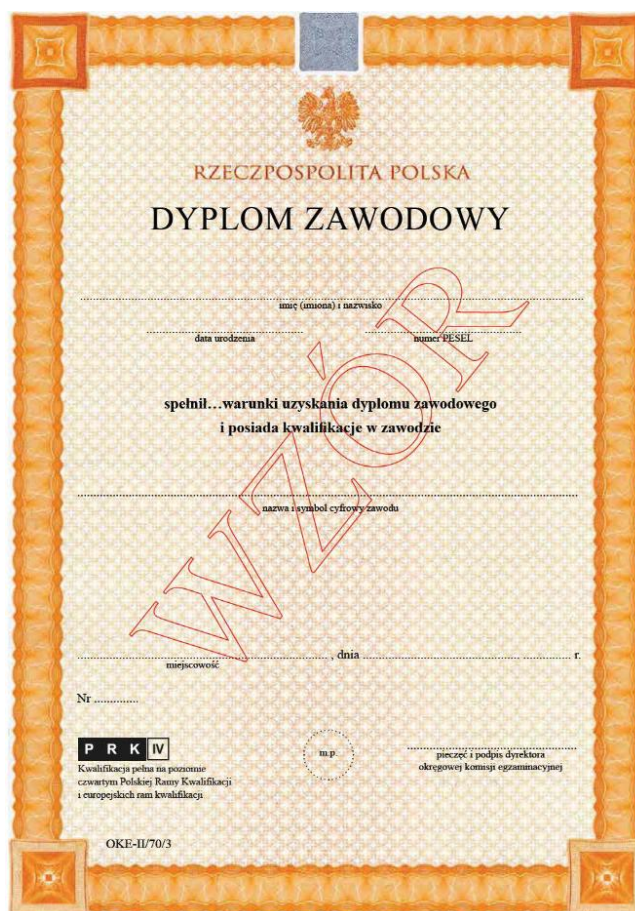 RZECZPOSPOLITA POLSKA
DYPLOM ZAWODOWY
imię (imiona) i nazwisko
data urodzenia numer PESEL
spełnił...warunki uzyskania dyplomu zawodowego
i posiada kwalifikacje w zawodzie
nazwa i symbol cyfrowy zawodu
WZÓR
, dnia r.
miejscowość
Nr .............
P R K IV
Kwalifikacja pełna na poziomie
czwartym Polskiej Ramy Kwalifikacji
i europejskich ram kwalifikacji
m.p.
pieczęć i podpis dyrektora
okręgowej komisji egzaminacyjnej
OKE-II/70/3